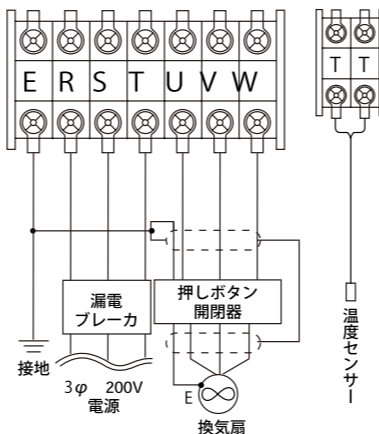 E R S T U V W
T T
漏電
ブレーカ
押しボタン
開閉器
接地
3φ 200V
電源
E
換気扇
温度センサー